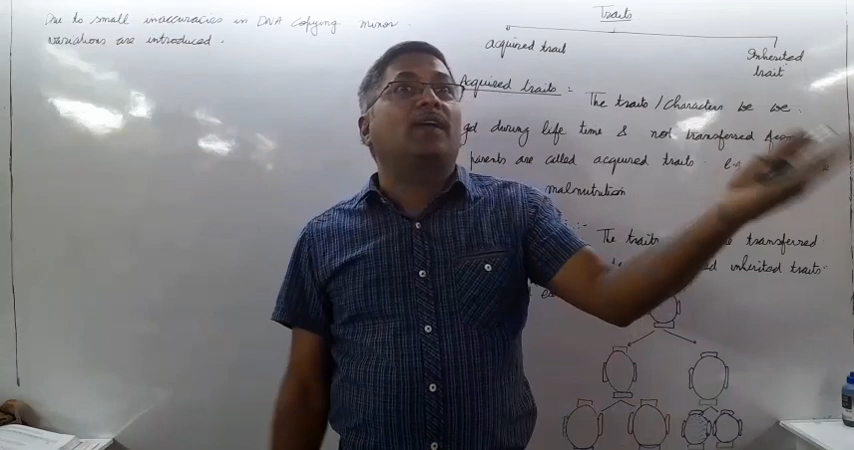 Due to small inaccuracies in DNA copying minor
variations are introduced.
Traits
acquired trait
Inherited
trait
Acquired traits :- The traits/characters we we
get during life time & not transferred from
parents are called acquired traits.
malnutrition
:- The traits transferred
inherited traits.